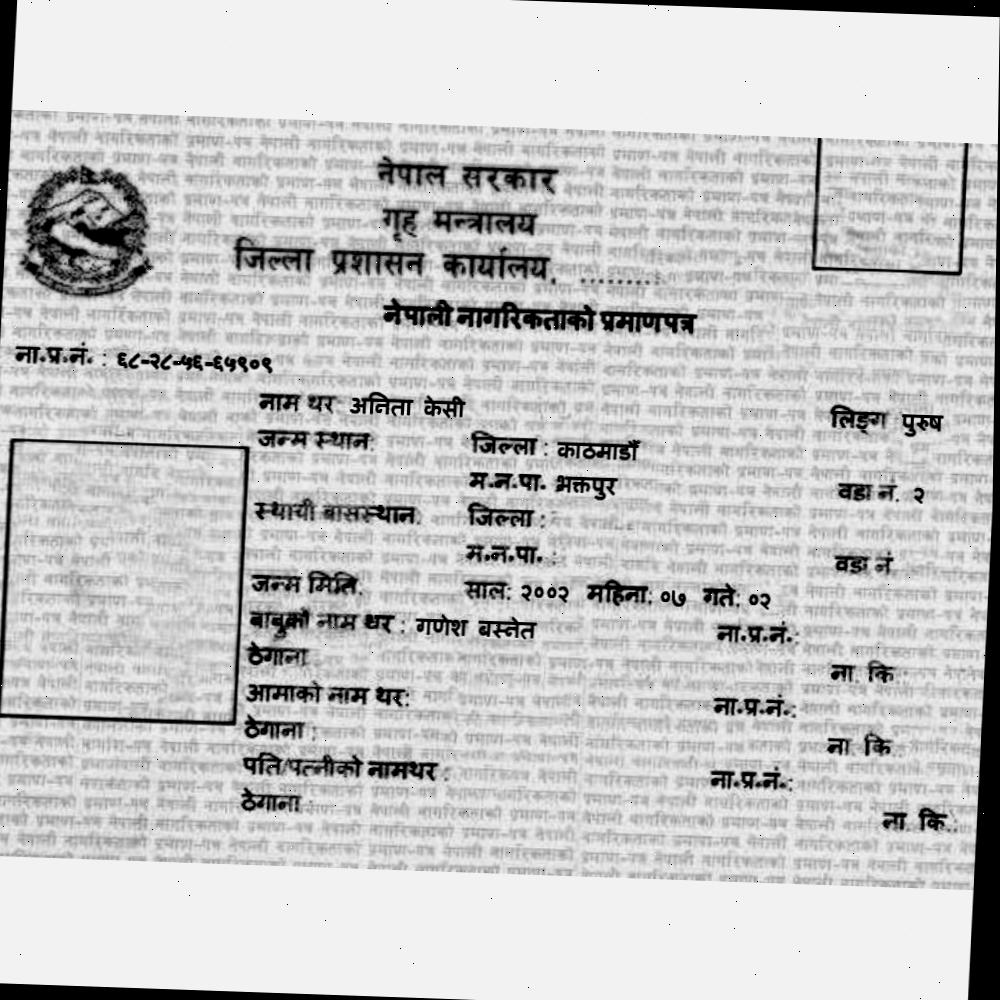 नेपाल सरकार
गृह मन्त्रालय
जिल्ला प्रशासन कार्यालय, .........
नेपाली नागरिकताको प्रमाणपत्र
ना.प्र.नं. : ६८-२८-५६-६५९०९
नाम थर: अनिता केसी लिङ्ग पुरुष
जन्म स्थान: जिल्ला : काठमाडौँ
म.न.पा. भक्तपुर वडा नं. २
स्थायी बासस्थान: जिल्ला :
म.न.पा. : वडा नं
जन्म मिति: साल: २००२ महिना: ०७ गते: ०२
बाबुको नाम थर : गणेश बस्नेत ना.प्र.नं.:
ठेगाना ना. कि.:
आमाको नाम थर: ना.प्र.नं.:
ठेगाना : ना कि
पति/पत्नीको नामथर : ना.प्र.नं.:
ठेगाना ना कि.: